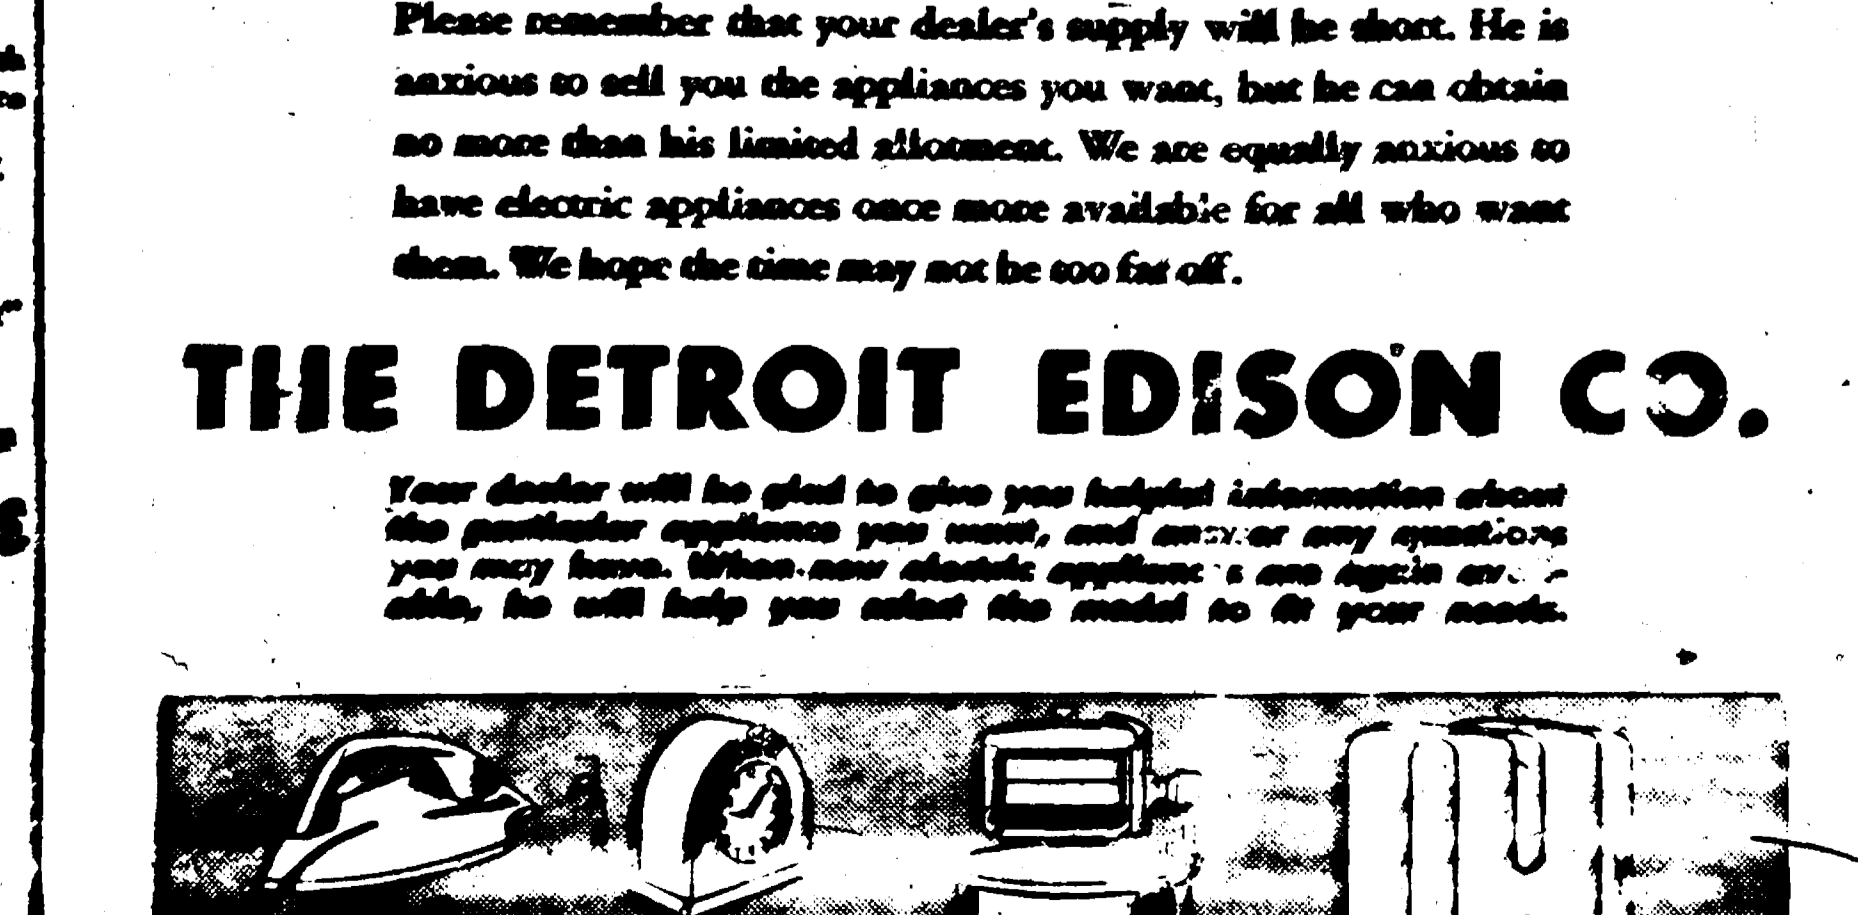 Please remember that your dealer's supply will be short. He is
anxious to sell you the appliances you want, but he can obtain
no more than his limited allotment. We are equally anxious to
have electric appliances once more available for all who want
them. We hope the time may not be too far off.
THE DETROIT EDISON CO.
Your dealer will be glad to give you helpful information about
the particular appliance you want, and answer any questions
you may have. When new electric appliances are again
able, he will help you select the model to fit your needs.